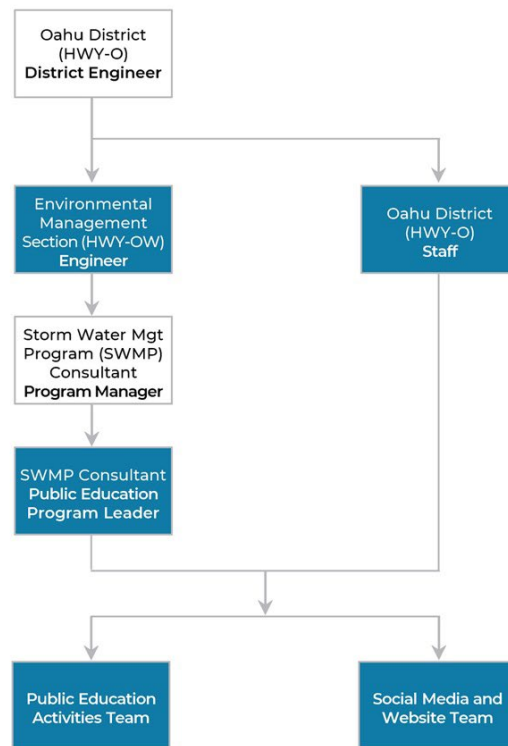 Oahu District
(HWY-O)
District Engineer
Environmental
Management
Section (HWY-OW)
Engineer
Oahu District
(HWY-O)
Staff
Storm Water Mgt
Program (SWMP)
Consultant
Program Manager
SWMP Consultant
Public Education
Program Leader
Public Education
Activities Team
Social Media and
Website Team